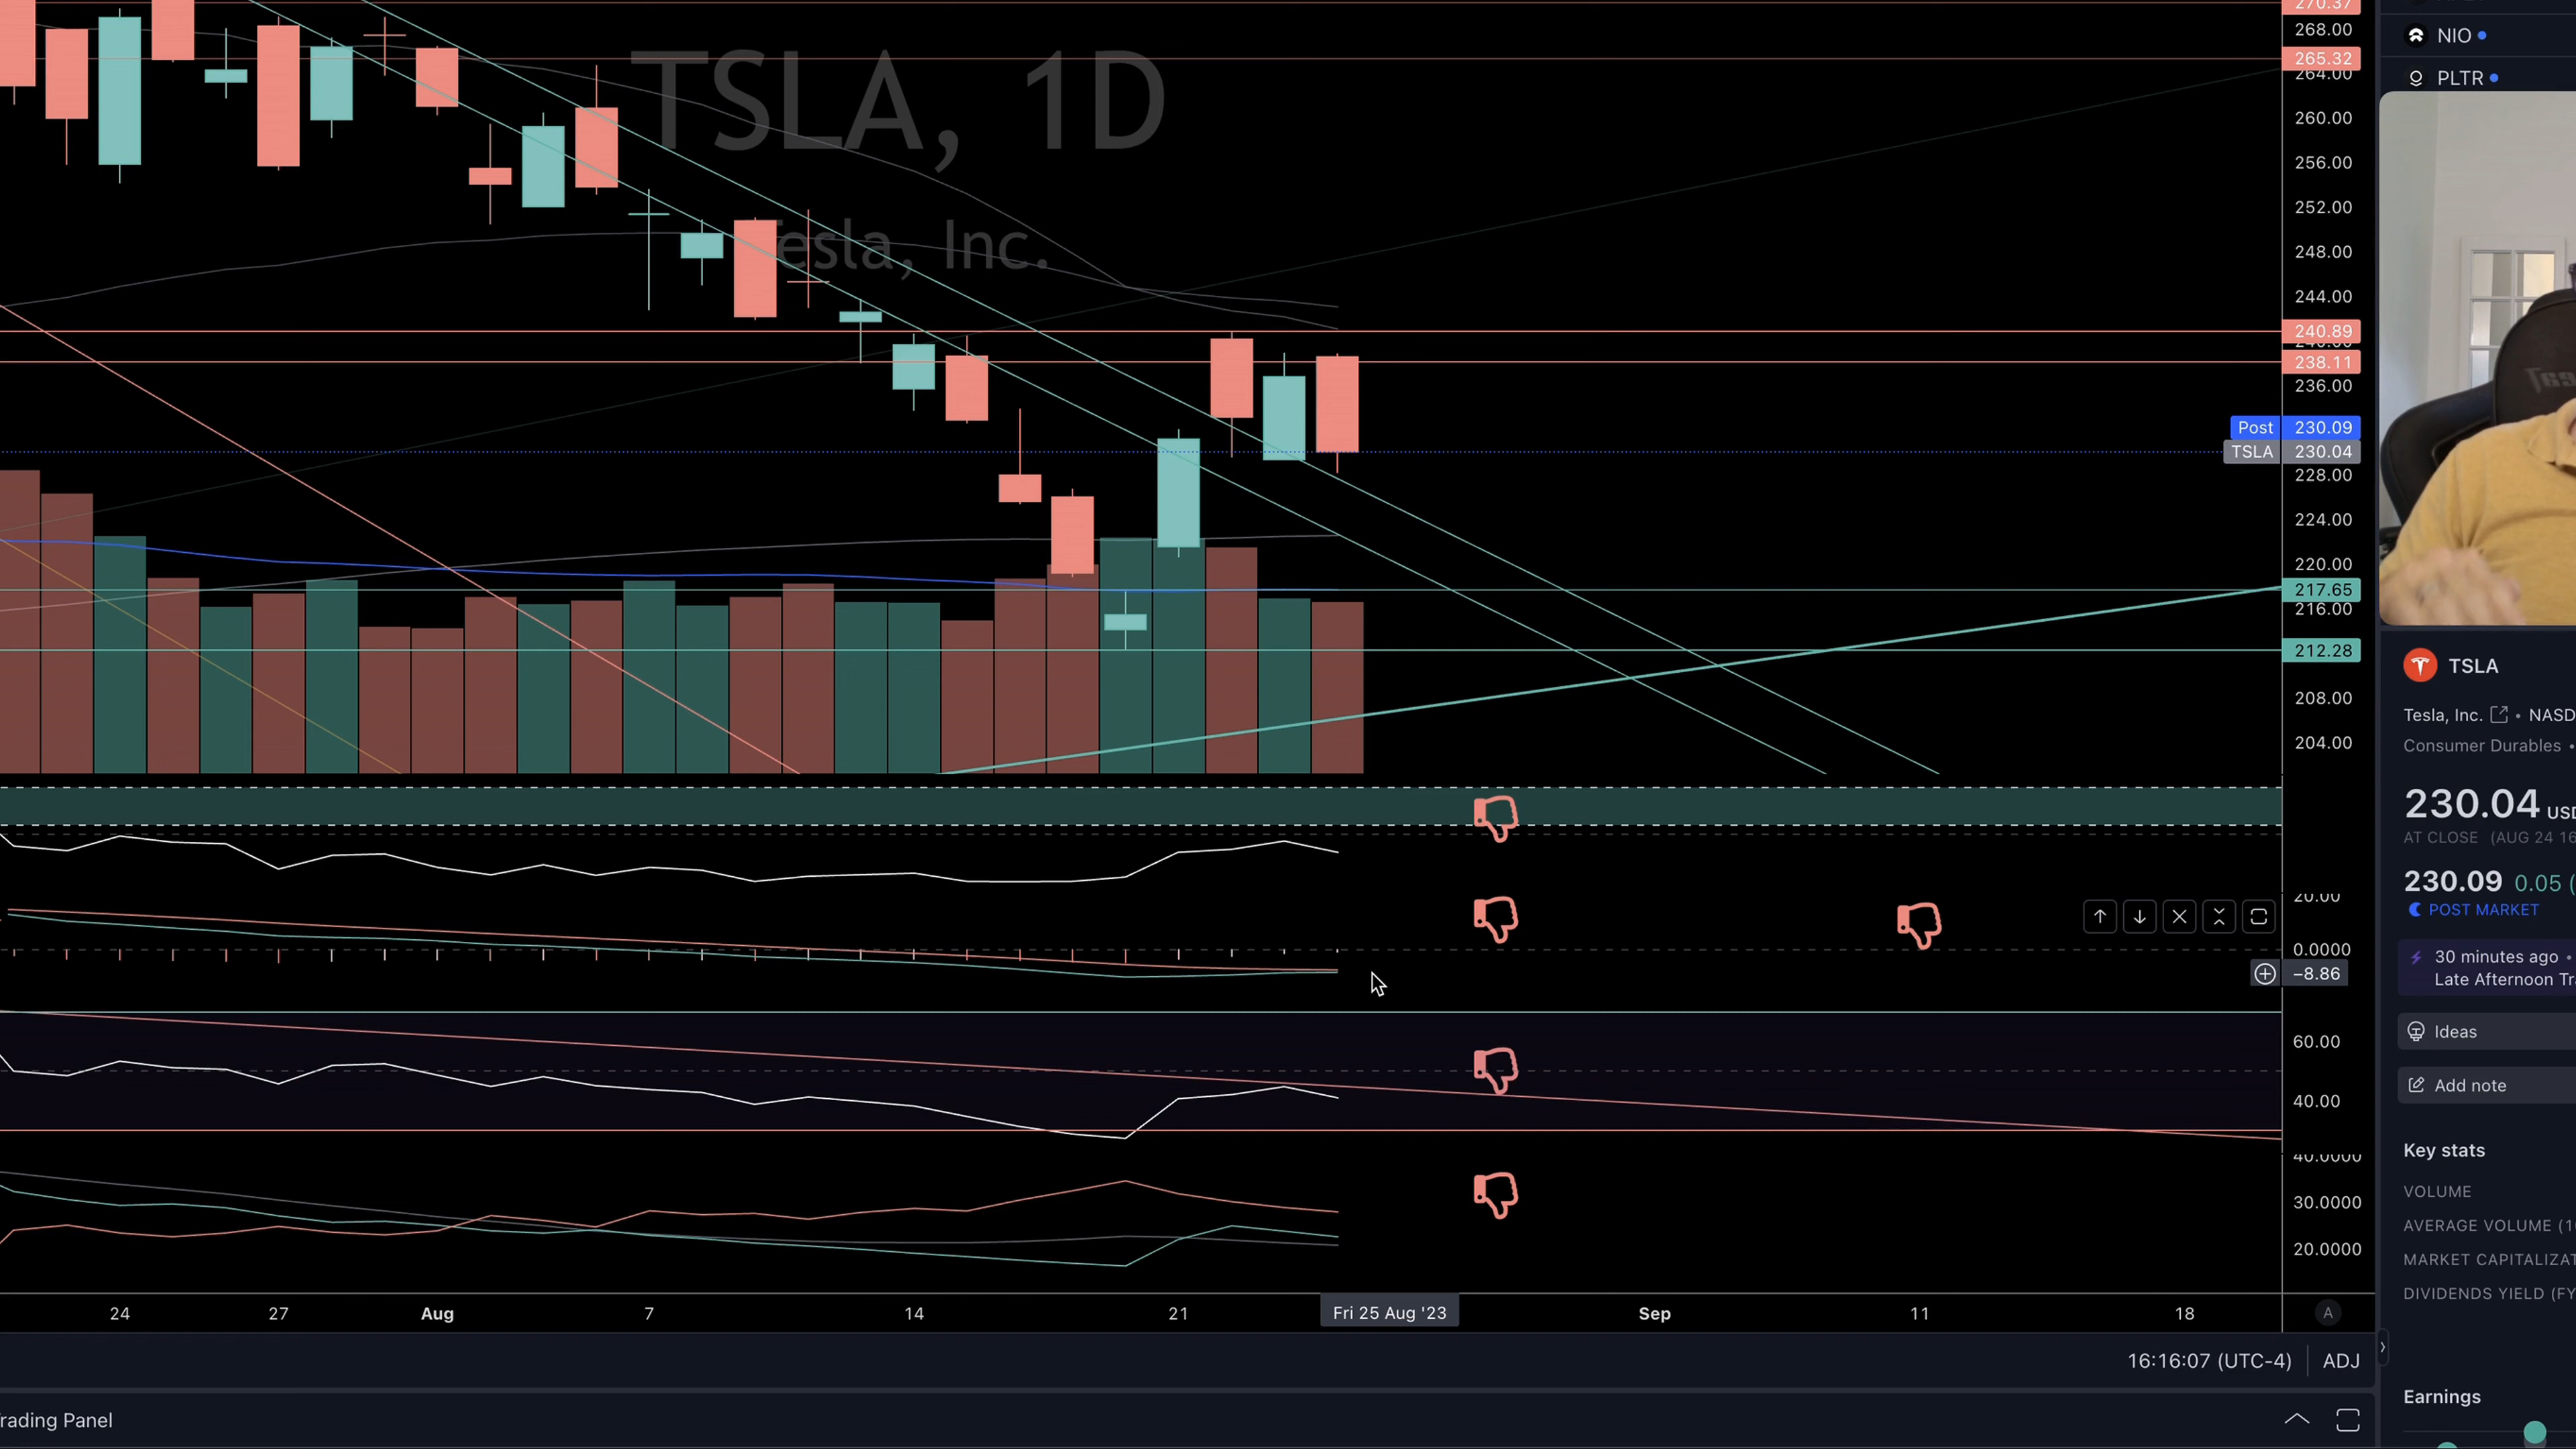 TSLA, 1D
Tesla, Inc.
270.37
268.00
265.32
264.00
260.00
256.00
252.00
248.00
244.00
240.89
240.00
238.11
236.00
Post 230.09
TSLA 230.04
228.00
224.00
220.00
217.65
216.00
212.28
208.00
204.00
20.00
0.0000
−8.86
60.00
40.00
40.0000
30.0000
20.0000
24
27
Aug
7
14
21
Fri 25 Aug '23
Sep
11
18
A
16:16:07 (UTC-4)
ADJ
rading Panel
NIO
PLTR
TSLA
Tesla, Inc. • NASD
Consumer Durables •
230.04 USD
AT CLOSE (AUG 24 16
230.09 0.05 (
POST MARKET
30 minutes ago •
Late Afternoon Tr
Ideas
Add note
Key stats
VOLUME
AVERAGE VOLUME (1
MARKET CAPITALIZAT
DIVIDENDS YIELD (FY
Earnings